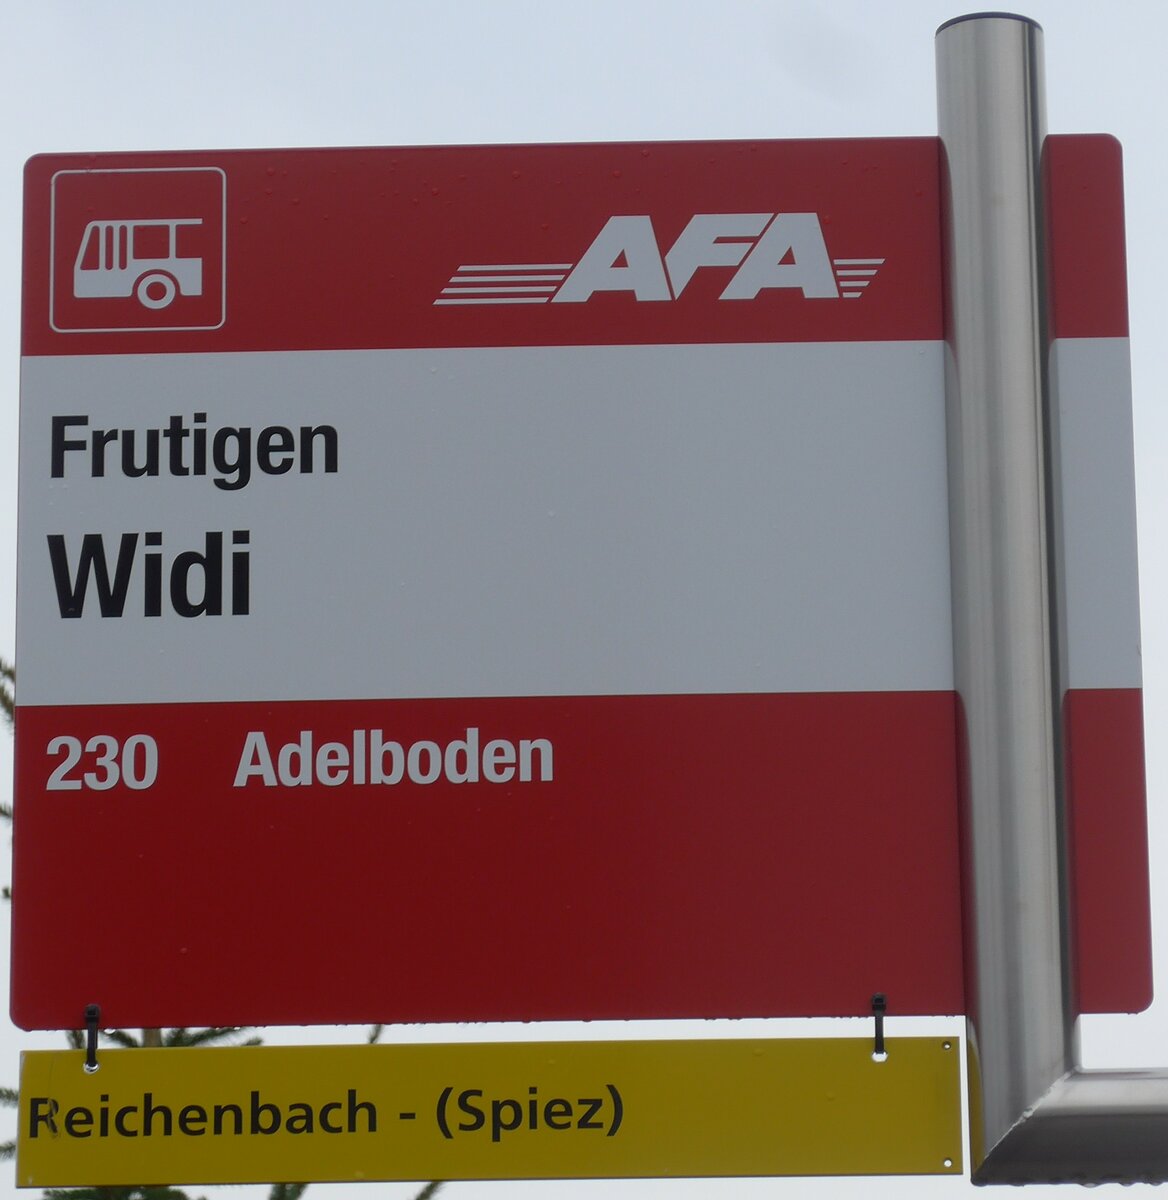 AFA
Frutigen
Widi
230 Adelboden
Reichenbach - (Spiez)